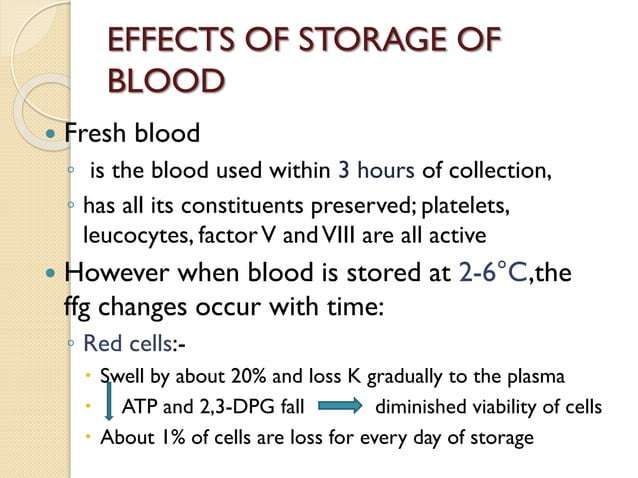 EFFECTS OF STORAGE OF
BLOOD
Fresh blood
is the blood used within 3 hours of collection,
has all its constituents preserved; platelets,
leucocytes, factor V and VIII are all active
However when blood is stored at 2-6°C,the
ffg changes occur with time:
Red cells:-
Swell by about 20% and loss K gradually to the plasma
ATP and 2,3-DPG fall diminished viability of cells
About 1% of cells are loss for every day of storage